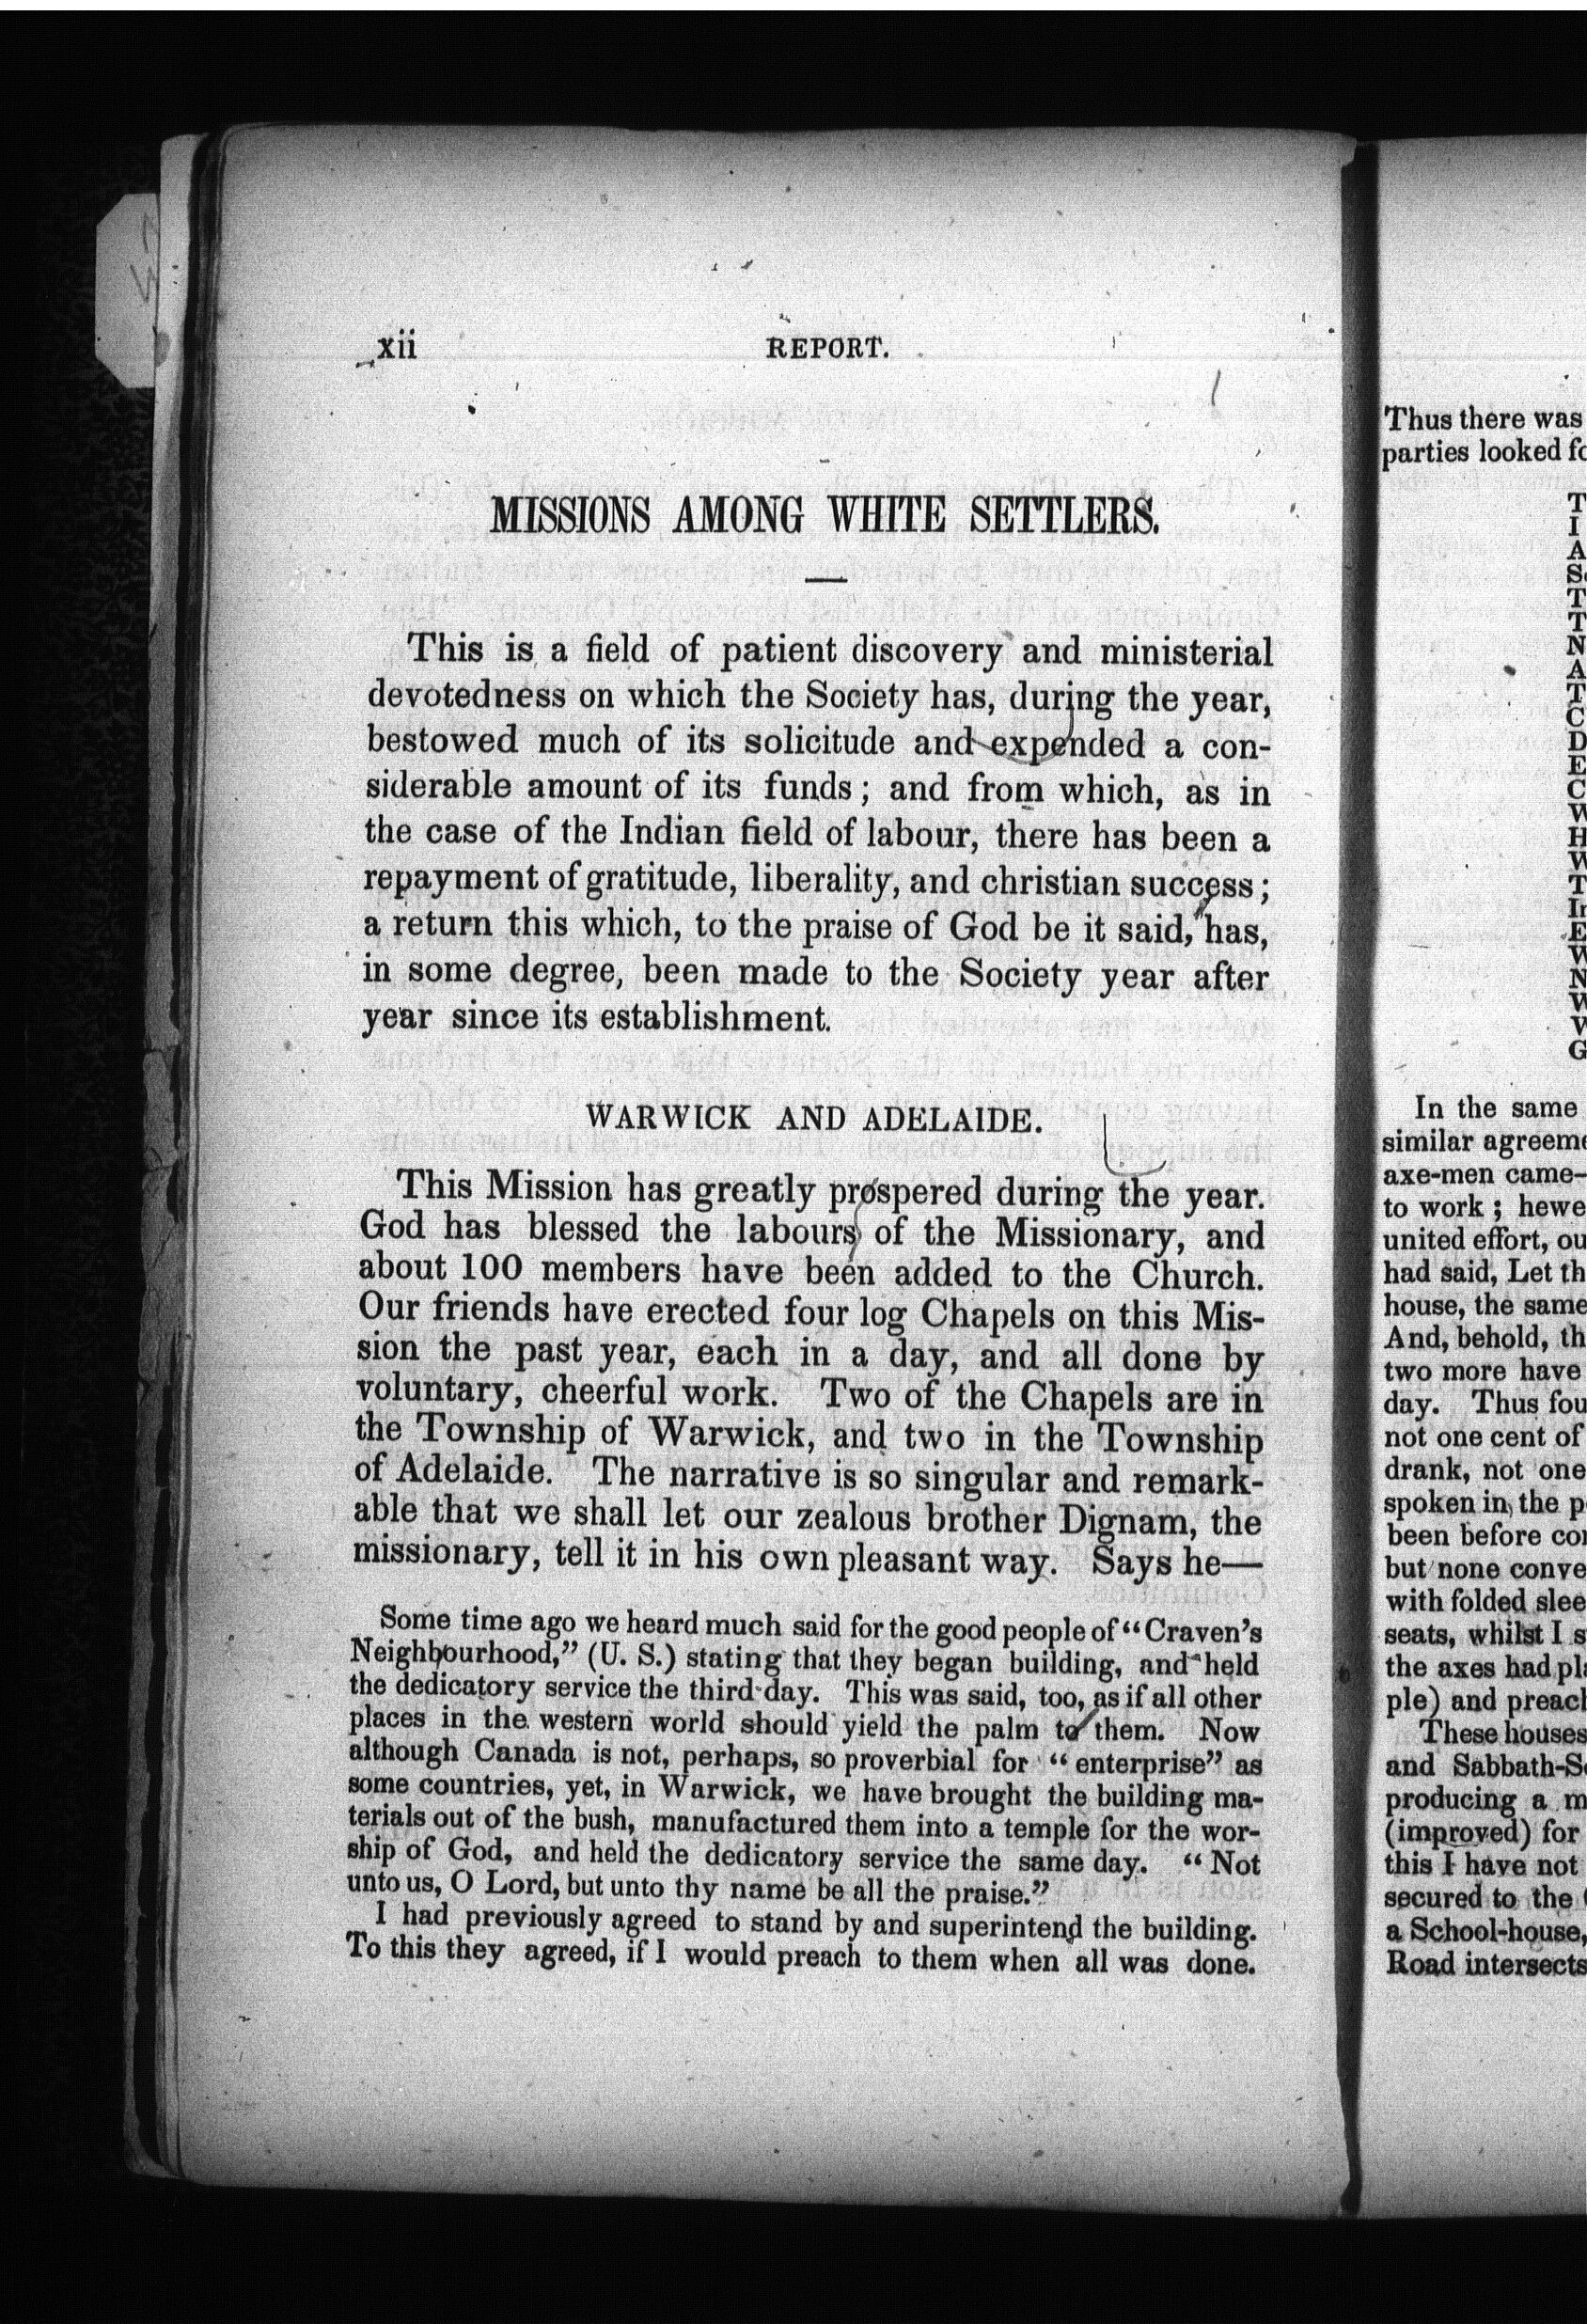 xii
REPORT.
MISSIONS AMONG WHITE SETTLERS.
This is a field of patient discovery and ministerial
devotedness on which the Society has, during the year,
bestowed much of its solicitude and expended a con-
siderable amount of its funds; and from which, as in
the case of the Indian field of labour, there has been a
repayment of gratitude, liberality, and christian success;
a return this which, to the praise of God be it said, has,
in some degree, been made to the Society year after
year since its establishment.
WARWICK AND ADELAIDE.
This Mission has greatly prospered during the year.
God has blessed the labours of the Missionary, and
about 100 members have been added to the Church.
Our friends have erected four log Chapels on this Mis-
sion the past year, each in a day, and all done by
voluntary, cheerful work. Two of the Chapels are in
the Township of Warwick, and two in the Township
of Adelaide. The narrative is so singular and remark-
able that we shall let our zealous brother Dignam, the
missionary, tell it in his own pleasant way. Says he—
Some time ago we heard much said for the good people of "Craven's
Neighbourhood," (U. S.) stating that they began building, and held
the dedicatory service the third day. This was said, too, as if all other
places in the western world should yield the palm to them. Now
although Canada is not, perhaps, so proverbial for "enterprise" as
some countries, yet, in Warwick, we have brought the building ma-
terials out of the bush, manufactured them into a temple for the wor-
ship of God, and held the dedicatory service the same day. "Not
unto us, O Lord, but unto thy name be all the praise."
I had previously agreed to stand by and superintend the building.
To this they agreed, if I would preach to them when all was done.
Thus there was
parties looked
T
I
A
S
T
T
N
A
T
C
D
E
C
W
H
W
T
In
E
W
N
W
W
G
In the same
similar
axe-men came—
to work;
united effort,
had said, Let
house, the same
And, behold,
two more have
day. Thus
not one cent of
drank, not one
spoken in the
been before
but none
with folded
seats, whilst I
the axes had
ple) and
These houses
and
producing a
(improved) for
this I have not
secured to the
a School-house,
Road intersects